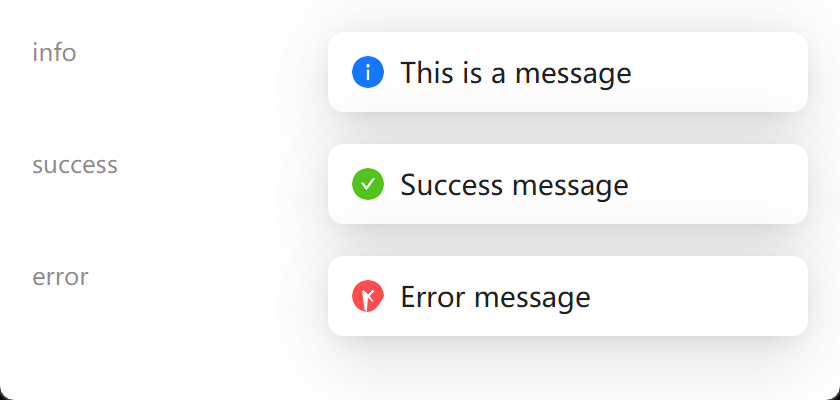 info
This is a message
success
Success message
error
Error message